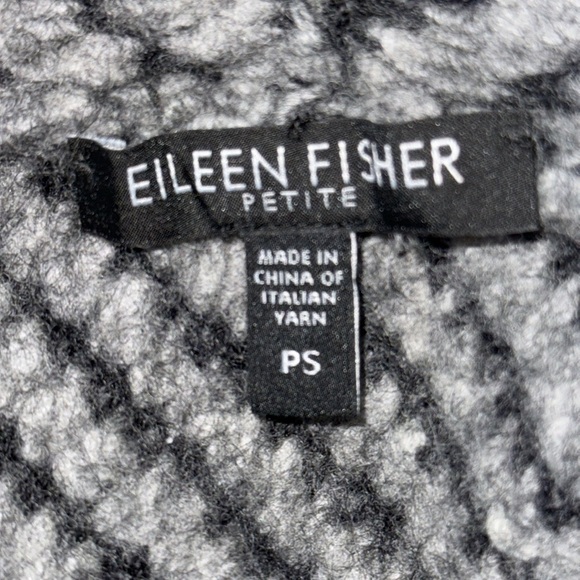 EILEEN FISHER
PETITE
MADE IN
CHINA OF
ITALIAN
YARN
PS